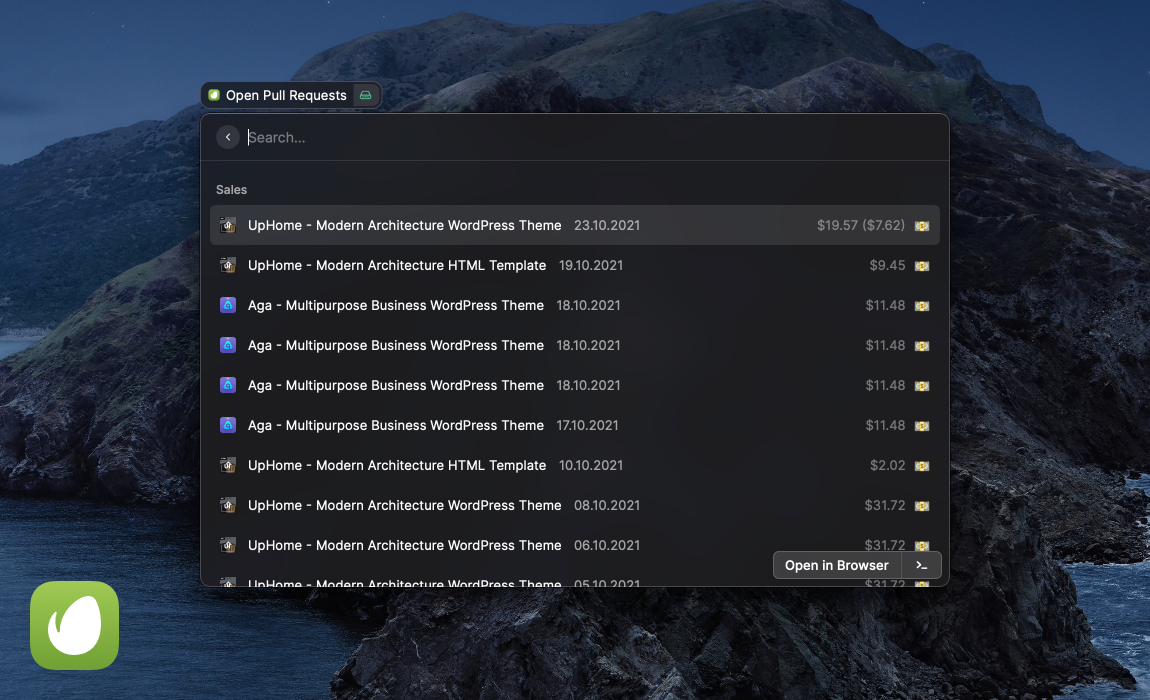 Open Pull Requests
Search...
Sales
UpHome - Modern Architecture WordPress Theme 23.10.2021 $19.57 ($7.62)
UpHome - Modern Architecture HTML Template 19.10.2021 $9.45
Aga - Multipurpose Business WordPress Theme 18.10.2021 $11.48
Aga - Multipurpose Business WordPress Theme 18.10.2021 $11.48
Aga - Multipurpose Business WordPress Theme 18.10.2021 $11.48
Aga - Multipurpose Business WordPress Theme 17.10.2021 $11.48
UpHome - Modern Architecture HTML Template 10.10.2021 $2.02
UpHome - Modern Architecture WordPress Theme 08.10.2021 $31.72
UpHome - Modern Architecture WordPress Theme 06.10.2021 $31.72
UpHome - Modern Architecture WordPress Theme 05.10.2021 $31.72
Open in Browser >_